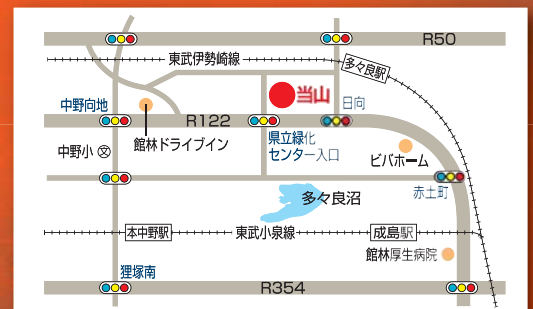 R50
東武伊勢崎線
多々良駅
当山
中野向地
日向
R122
館林ドライブイン
県立緑化
センター入口
中野小 文
ビバホーム
赤土町
多々良沼
本中野駅
東武小泉線
成島駅
館林厚生病院
狸塚南
R354